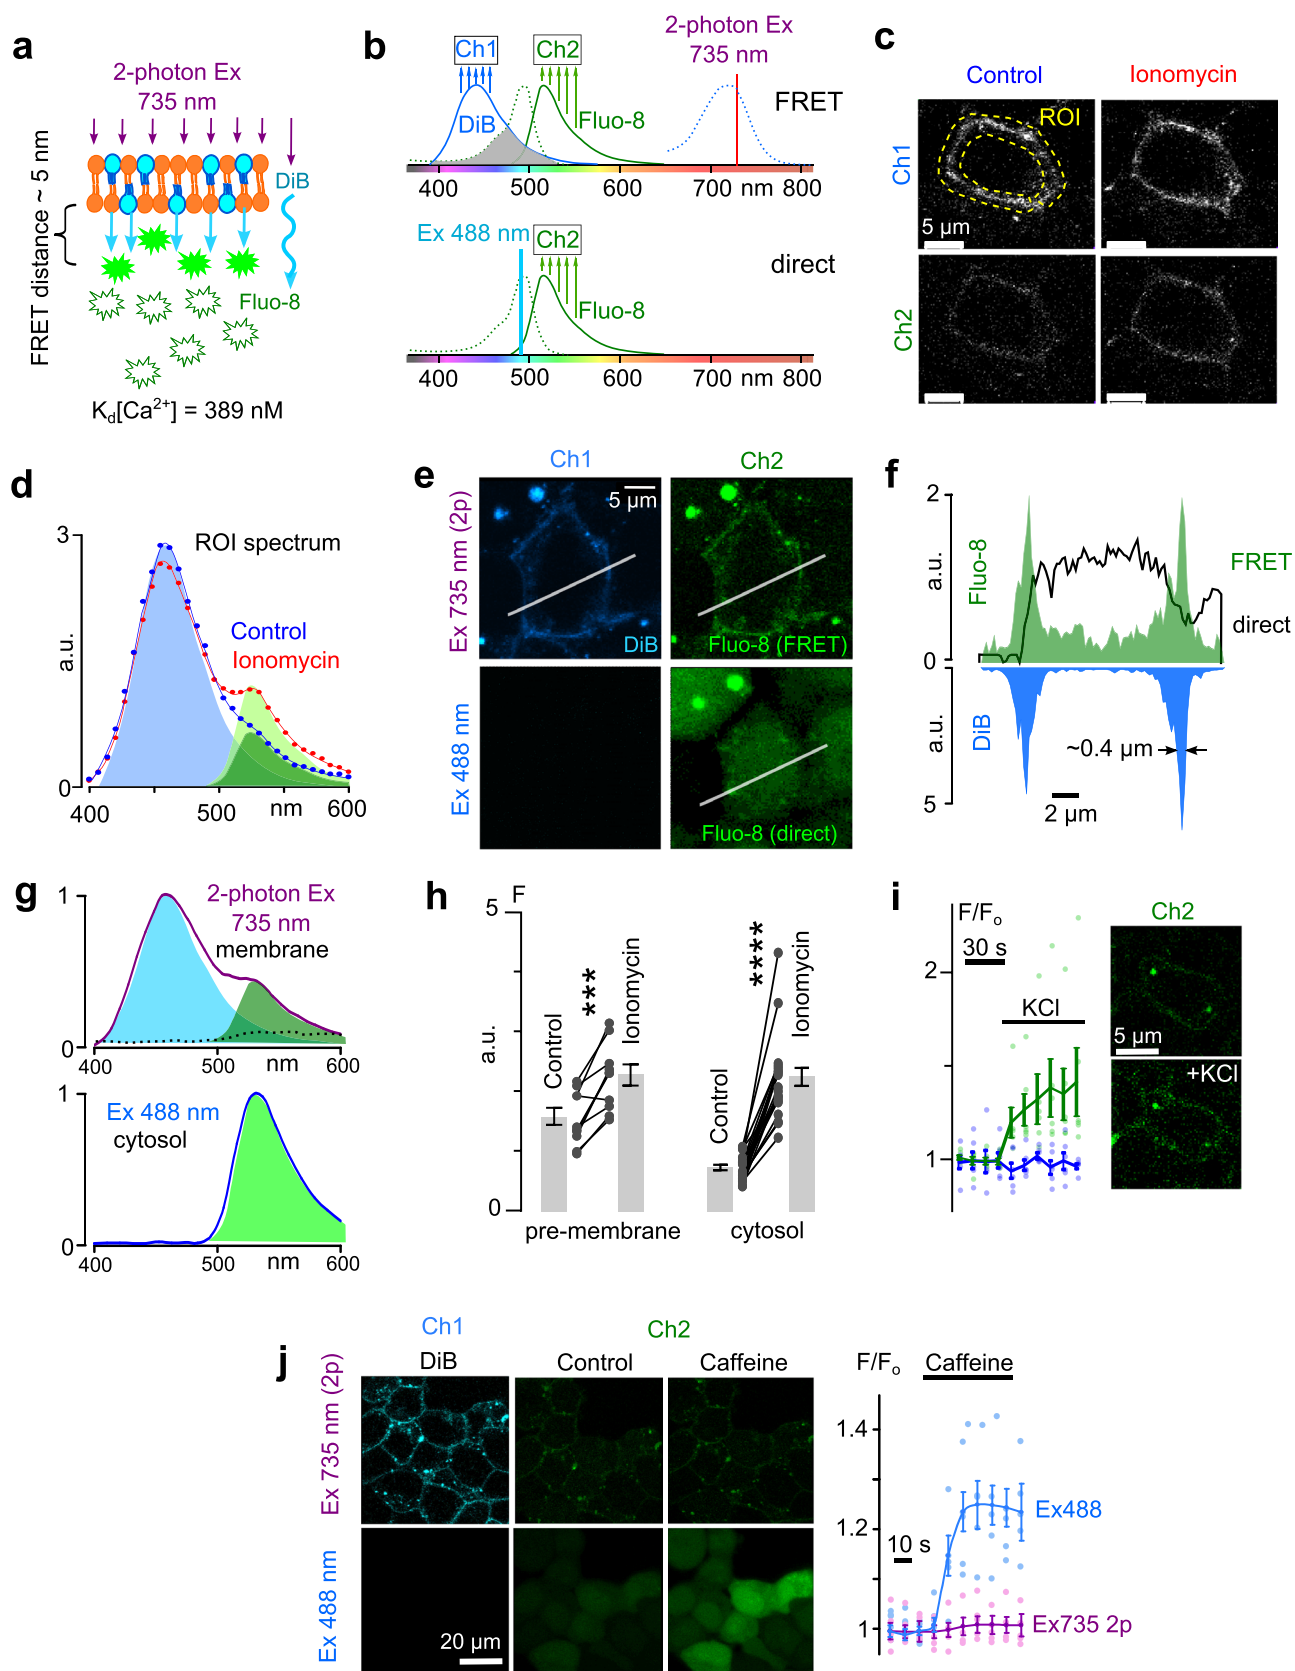 a
2-photon Ex
735 nm
FRET distance ~ 5 nm
DiB
Fluo-8
Kd[Ca2+] = 389 nM
b
Ch1
Ch2
2-photon Ex
735 nm
FRET
DiB
Fluo-8
400
500
600
700
nm
800
Ex 488 nm
Ch2
direct
Fluo-8
400
500
600
700
nm
800
c
Control
Ionomycin
Ch1
ROI
5 µm
Ch2
d
3
ROI spectrum
a.u.
Control
Ionomycin
0
400
500
nm
600
e
Ch1
Ch2
Ex 735 nm (2p)
5 µm
DiB
Fluo-8 (FRET)
Ex 488 nm
Fluo-8 (direct)
f
2
a.u.
Fluo-8
FRET
direct
0
a.u.
DiB
~0.4 µm
5
2 µm
g
1
2-photon Ex
735 nm
membrane
0
400
500
nm
600
1
Ex 488 nm
cytosol
0
400
500
nm
600
h
F
5
a.u.
Control
***
Ionomycin
Control
****
Ionomycin
0
pre-membrane
cytosol
i
F/Fo
30 s
2
KCl
1
Ch2
5 µm
+KCl
j
Ch1
Ch2
DiB
Control
Caffeine
Ex 735 nm (2p)
Ex 488 nm
20 µm
F/Fo
Caffeine
1.4
1.2
10 s
1
Ex488
Ex735 2p